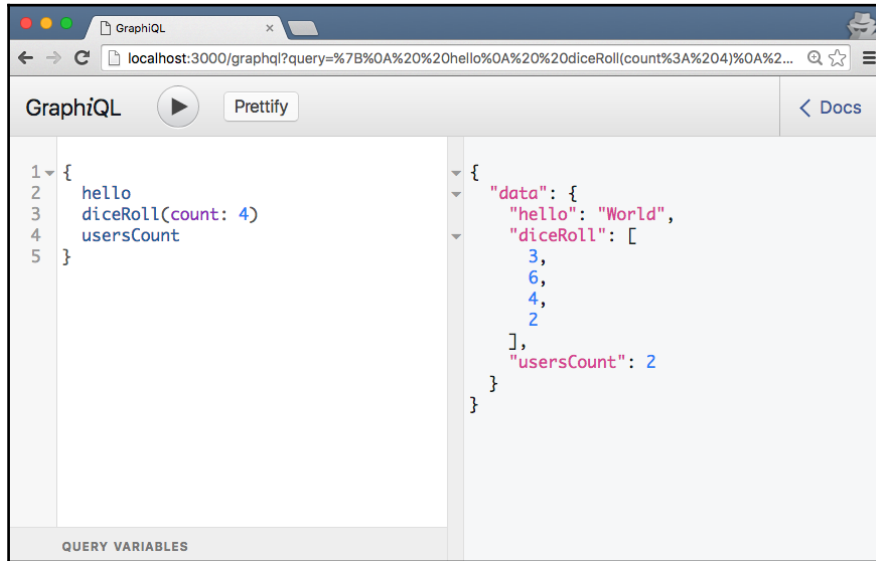 GraphiQL
localhost:3000/graphql?query=%7B%0A%20%20hello%0A%20%20diceRoll(count%3A%204)%0A%2...
GraphiQL
Prettify
< Docs
1 {
2 hello
3 diceRoll(count: 4)
4 usersCount
5 }
{
"data": {
"hello": "World",
"diceRoll": [
3,
6,
4,
2
],
"usersCount": 2
}
}
QUERY VARIABLES